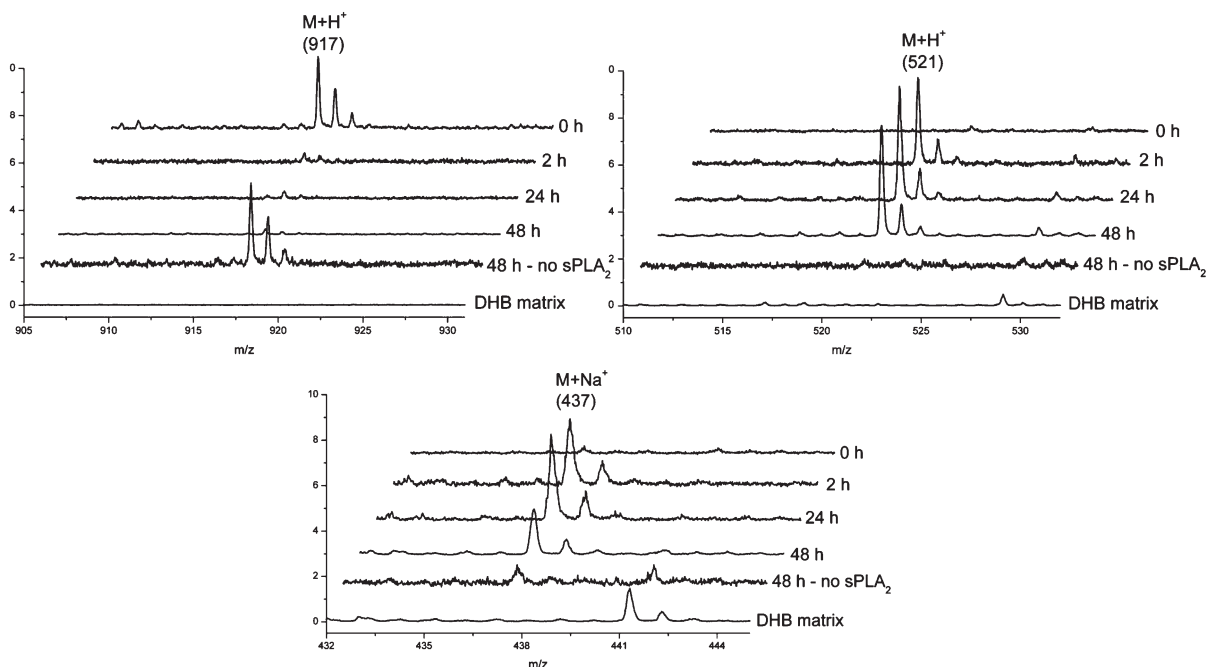 M+H⁺
(917)
0
8
6
4
2
0
0 h
2 h
24 h
48 h
48 h - no sPLA₂
DHB matrix
905 910 915 920 925 930
m/z
M+H⁺
(521)
0
8
6
4
2
0
0 h
2 h
24 h
48 h
48 h - no sPLA₂
DHB matrix
510 520 525 530
m/z
M+Na⁺
(437)
10
8
6
4
2
0
0 h
2 h
24 h
48 h
48 h - no sPLA₂
DHB matrix
432 435 438 441 444
m/z